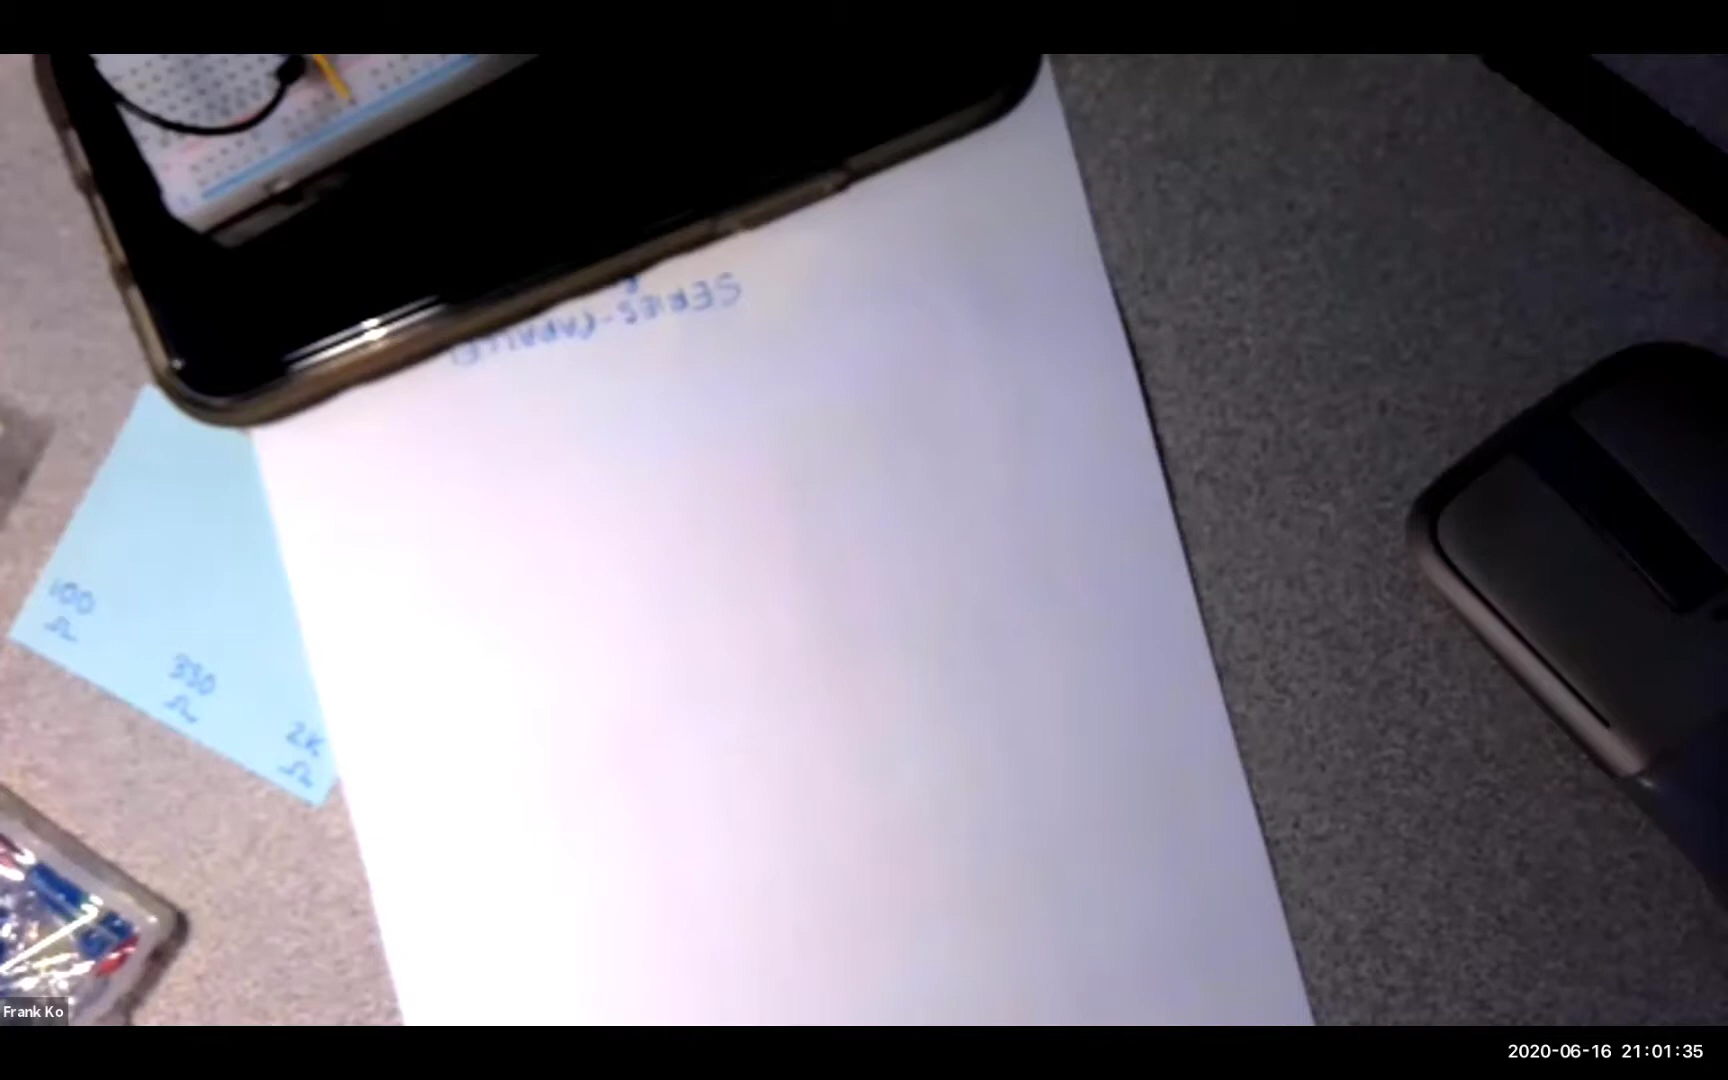 SERIES-PARALLEL
100
Ω
330
Ω
2K
Ω
Frank Ko
2020-06-16 21:01:35